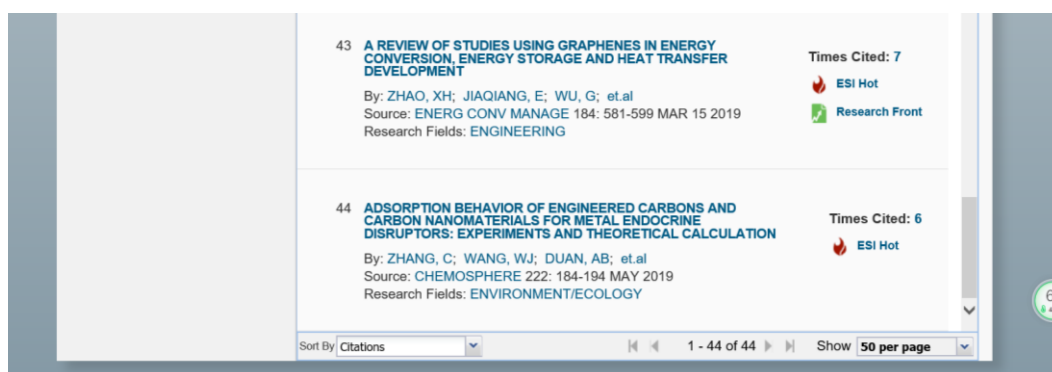 43 A REVIEW OF STUDIES USING GRAPHENES IN ENERGY
CONVERSION, ENERGY STORAGE AND HEAT TRANSFER
DEVELOPMENT
Times Cited: 7
ESI Hot
Research Front
By: ZHAO, XH; JIAQIANG, E; WU, G; et.al
Source: ENERG CONV MANAGE 184: 581-599 MAR 15 2019
Research Fields: ENGINEERING
44 ADSORPTION BEHAVIOR OF ENGINEERED CARBONS AND
CARBON NANOMATERIALS FOR METAL ENDOCRINE
DISRUPTORS: EXPERIMENTS AND THEORETICAL CALCULATION
Times Cited: 6
ESI Hot
By: ZHANG, C; WANG, WJ; DUAN, AB; et.al
Source: CHEMOSPHERE 222: 184-194 MAY 2019
Research Fields: ENVIRONMENT/ECOLOGY
Sort By Citations 1 - 44 of 44 Show 50 per page